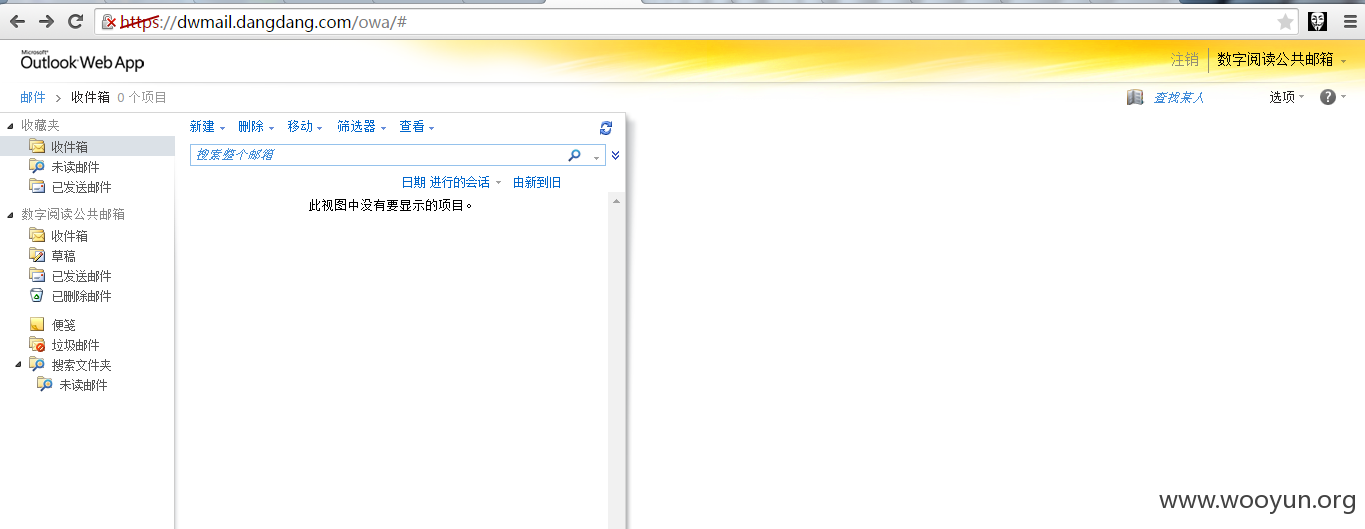 https://dwmail.dangdang.com/owa/#
Microsoft®
Outlook Web App
注销 数字阅读公共邮箱
邮件 > 收件箱 0 个项目
查找某人 选项 ?
收藏夹
收件箱
未读邮件
已发送邮件
数字阅读公共邮箱
收件箱
草稿
已发送邮件
已删除邮件
便笺
垃圾邮件
搜索文件夹
未读邮件
新建 删除 移动 筛选器 查看
搜索整个邮箱
日期 进行的会话 由新到旧
此视图中没有要显示的项目。
www.wooyun.org